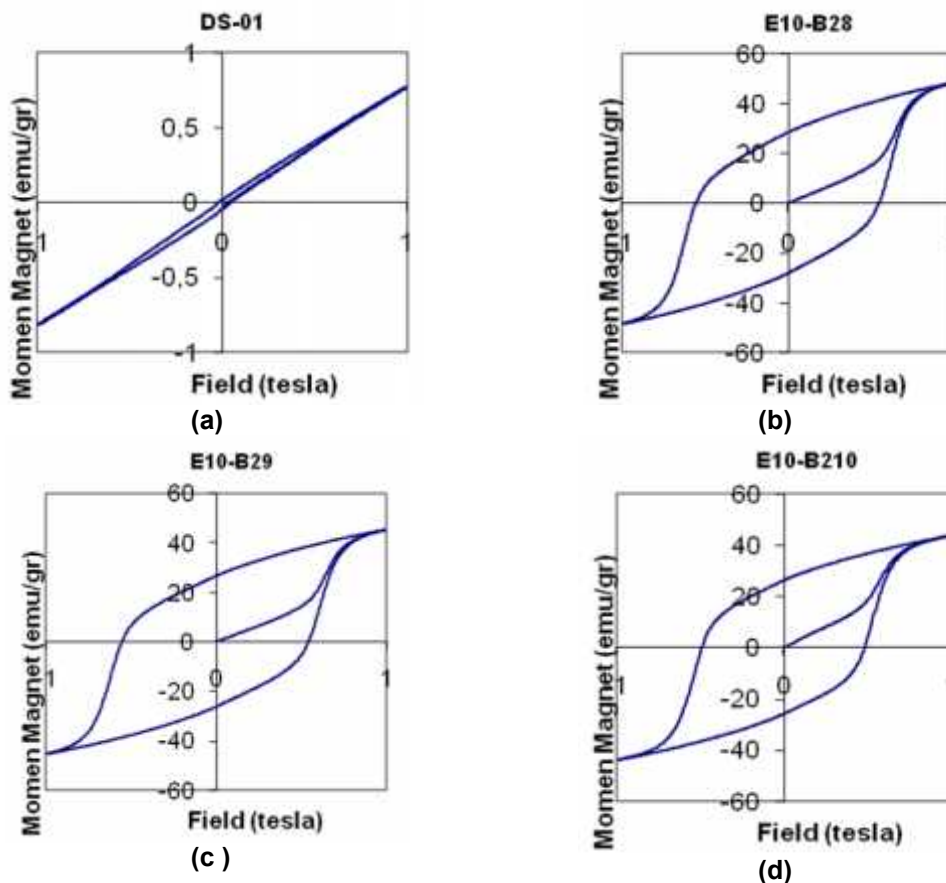 DS-01
Momen Magnet (emu/gr)
1
0,5
0
-0,5
-1
1
0
1
Field (tesla)
(a)
E10-B28
Momen Magnet (emu/gr)
60
40
20
0
-20
-40
-60
1
0
1
Field (tesla)
(b)
E10-B29
Momen Magnet (emu/gr)
60
40
20
0
-20
-40
-60
1
0
1
Field (tesla)
(c )
E10-B210
Momen Magnet (emu/gr)
60
40
20
0
-20
-40
-60
1
0
1
Field (tesla)
(d)